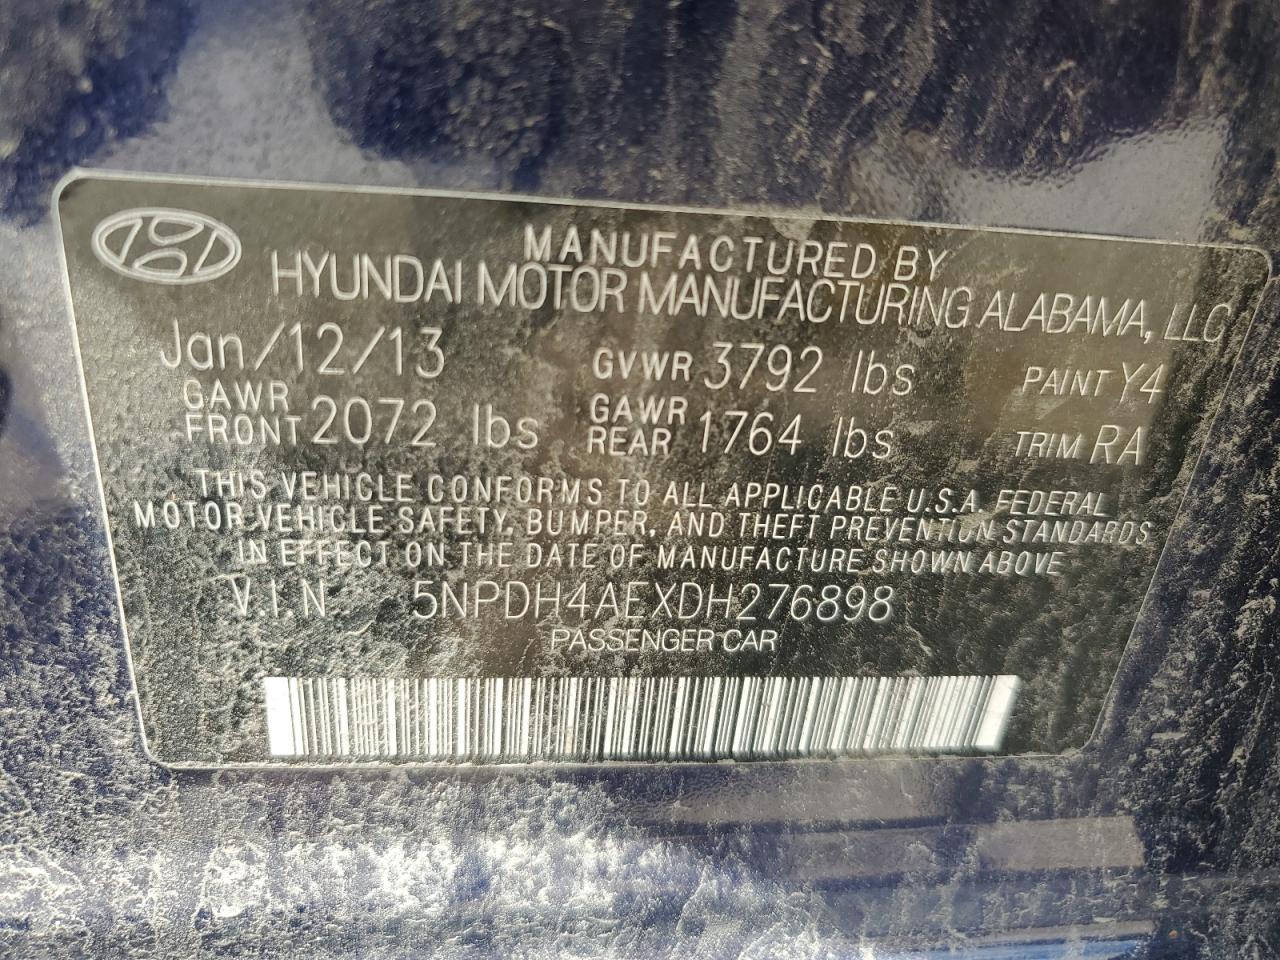 MANUFACTURED BY
HYUNDAI MOTOR MANUFACTURING ALABAMA, LLC
Jan/12/13 GVWR 3792 lbs PAINT Y4
GAWR FRONT 2072 lbs GAWR REAR 1764 lbs TRIM RA
THIS VEHICLE CONFORMS TO ALL APPLICABLE U.S.A. FEDERAL
MOTOR VEHICLE SAFETY, BUMPER, AND THEFT PREVENTION STANDARDS
IN EFFECT ON THE DATE OF MANUFACTURE SHOWN ABOVE
V.I.N 5NPDH4AEXDH276898
PASSENGER CAR